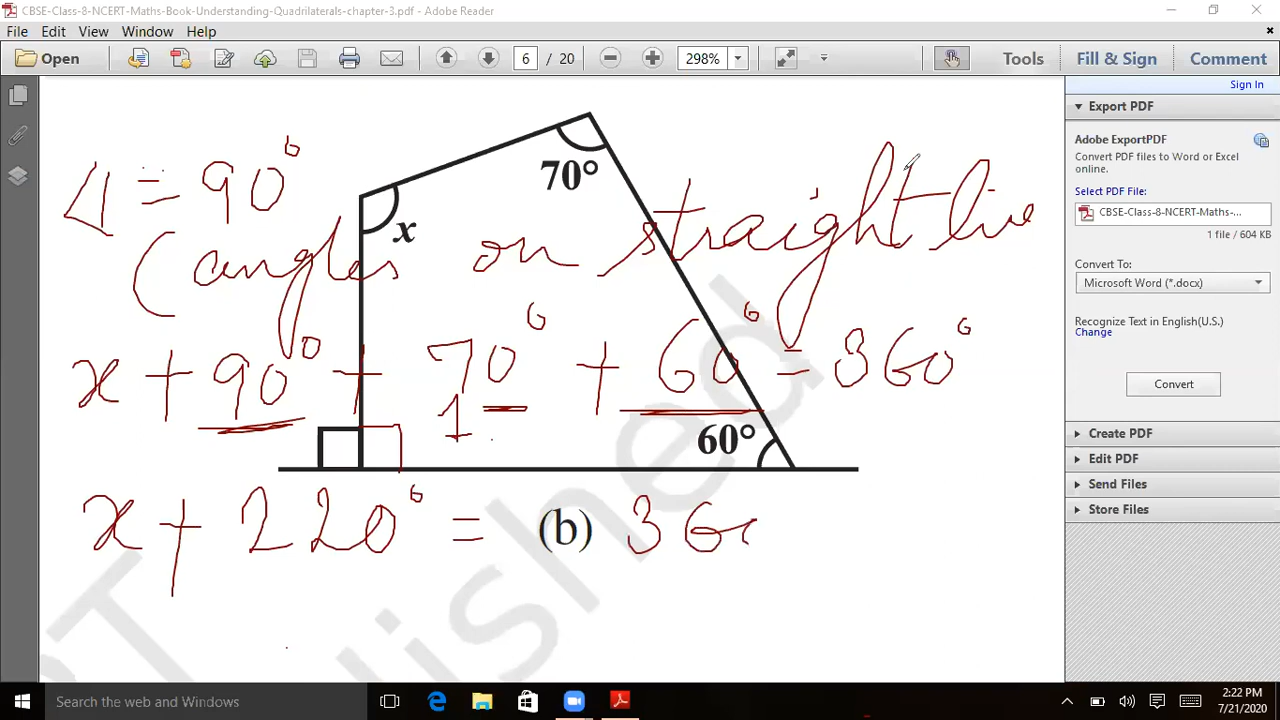 CBSE-Class-8-NCERT-Maths-Book-Understanding-Quadrilaterals-chapter-3.pdf - Adobe Reader
File Edit View Window Help
Open 6 / 20 298% Tools Fill & Sign Comment
Sign In
Export PDF
Adobe ExportPDF
Convert PDF files to Word or Excel online.
Select PDF File:
CBSE-Class-8-NCERT-Maths-...
1 file / 604 KB
Convert To:
Microsoft Word (*.docx)
Recognize Text in English(U.S.)
Change
Convert
Create PDF
Edit PDF
Send Files
Store Files
70°
= 90°
x
(angles on straight line
x + 90° + 70° + 60° = 360°
1
60°
x + 220° = 36
(b)
T
lished
Search the web and Windows
2:22 PM
7/21/2020